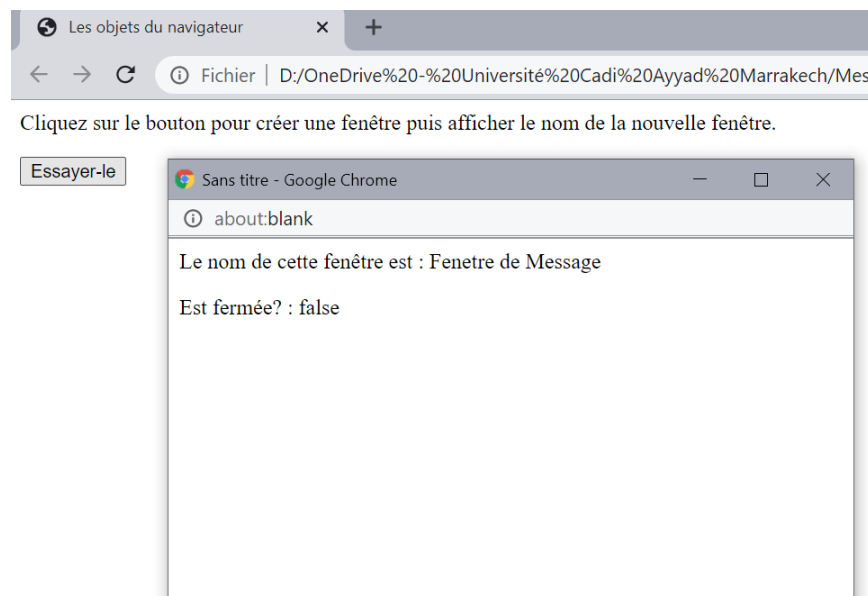 Les objets du navigateur
Fichier D:/OneDrive%20-%20Université%20Cadi%20Ayyad%20Marrakech/Mes
Cliquez sur le bouton pour créer une fenêtre puis afficher le nom de la nouvelle fenêtre.
Essayer-le
Sans titre - Google Chrome
about:blank
Le nom de cette fenêtre est : Fenetre de Message
Est fermée? : false